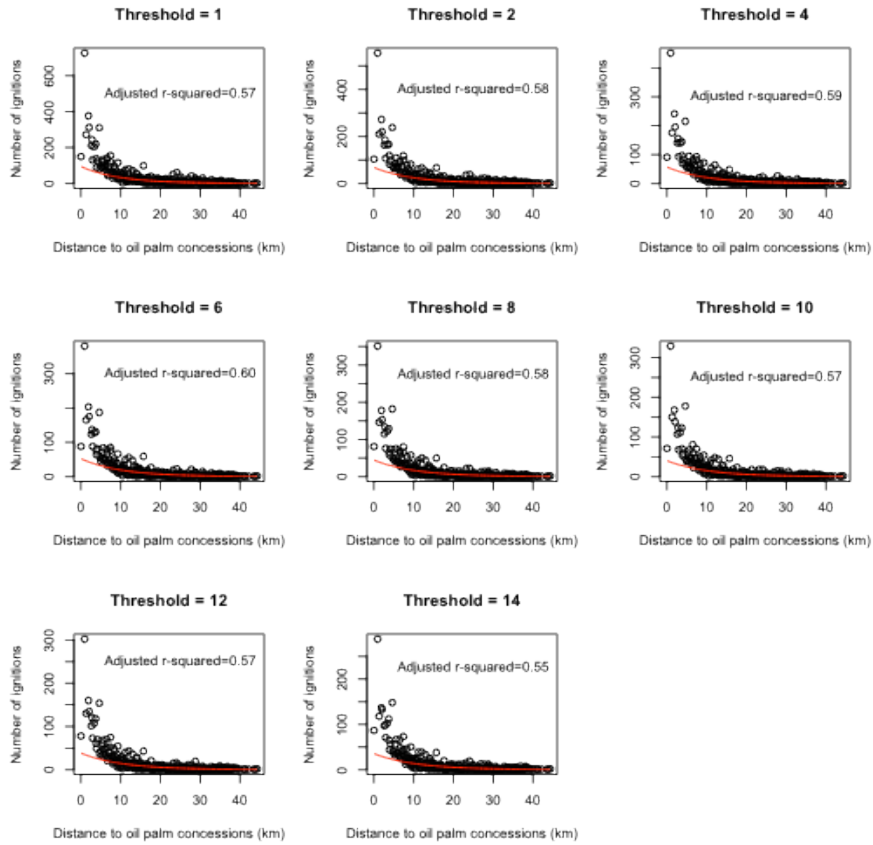 Threshold = 1
Number of ignitions
0 200 400 600
Adjusted r-squared=0.57
0 10 20 30 40
Distance to oil palm concessions (km)
Threshold = 2
Number of ignitions
0 100 200 400
Adjusted r-squared=0.58
0 10 20 30 40
Distance to oil palm concessions (km)
Threshold = 4
Number of ignitions
0 100 300
Adjusted r-squared=0.59
0 10 20 30 40
Distance to oil palm concessions (km)
Threshold = 6
Number of ignitions
0 100 300
Adjusted r-squared=0.60
0 10 20 30 40
Distance to oil palm concessions (km)
Threshold = 8
Number of ignitions
0 100 200 300
Adjusted r-squared=0.58
0 10 20 30 40
Distance to oil palm concessions (km)
Threshold = 10
Number of ignitions
0 100 200 300
Adjusted r-squared=0.57
0 10 20 30 40
Distance to oil palm concessions (km)
Threshold = 12
Number of ignitions
0 100 200 300
Adjusted r-squared=0.57
0 10 20 30 40
Distance to oil palm concessions (km)
Threshold = 14
Number of ignitions
0 100 200
Adjusted r-squared=0.55
0 10 20 30 40
Distance to oil palm concessions (km)